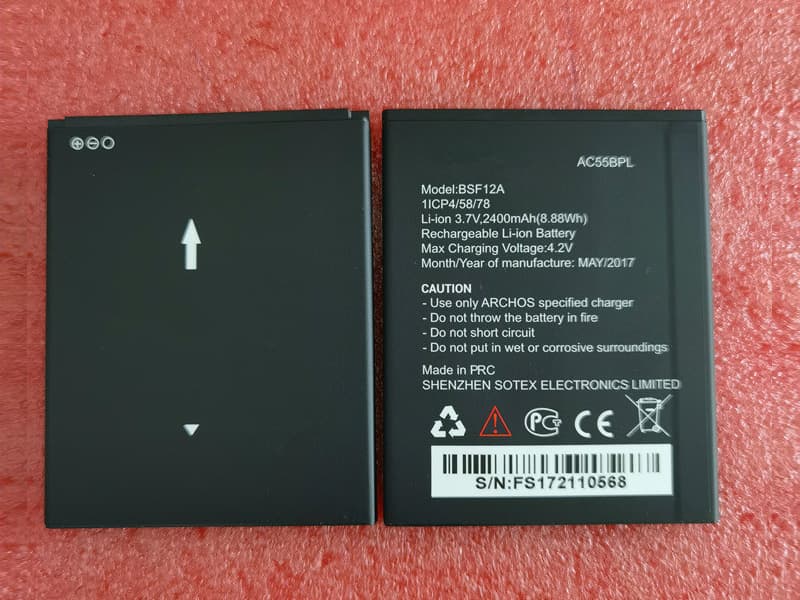 AC55BPL
Model:BSF12A
1ICP4/58/78
Li-ion 3.7V,2400mAh(8.88Wh)
Rechargeable Li-ion Battery
Max Charging Voltage:4.2V
Month/Year of manufacture: MAY/2017
CAUTION
- Use only ARCHOS specified charger
- Do not throw the battery in fire
- Do not short circuit
- Do not put in wet or corrosive surroundings
Made in PRC
SHENZHEN SOTEX ELECTRONICS LIMITED
CE
S/N:FS172110568